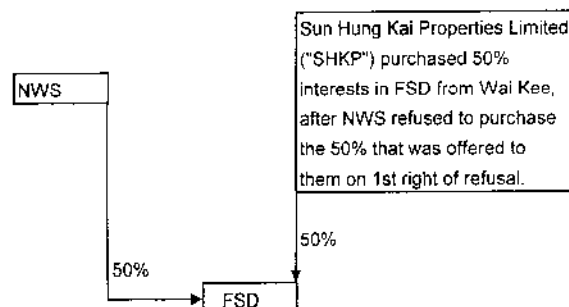 Sun Hung Kai Properties Limited
("SHKP") purchased 50%
interests in FSD from Wai Kee,
after NWS refused to purchase
the 50% that was offered to
them on 1st right of refusal.
NWS
50%
50%
FSD